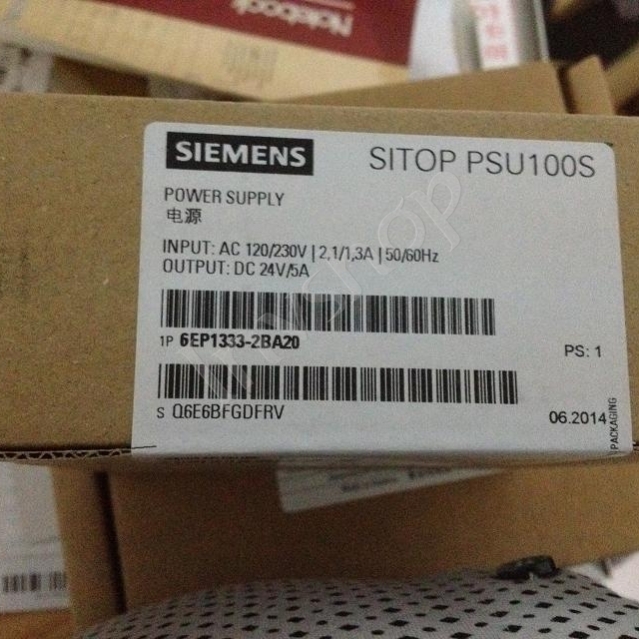 Notebook
SIEMENS
SITOP PSU100S
POWER SUPPLY
电源
INPUT: AC 120/230V | 2,1/1,3A | 50/60Hz
OUTPUT: DC 24V/5A
1P 6EP1333-2BA20
PS: 1
S Q6E6BFGDFRV
06.2014
PACKAGING